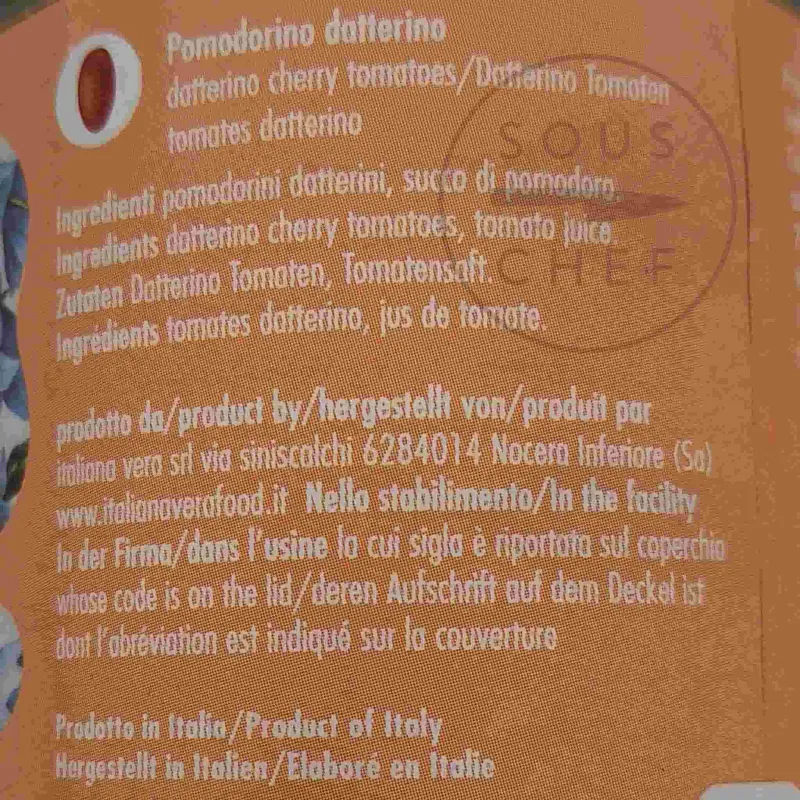 Pomodorino datterino
datterino cherry tomatoes/Datterino Tomaten
tomates datterino
SOUS
CHEF
Ingredienti pomodorini datterini, succo di pomodoro.
Ingredients datterino cherry tomatoes, tomato juice.
Zutaten Datterino Tomaten, Tomatensaft.
Ingrédients tomates datterino, jus de tomate.
prodotto da/product by/hergestellt von/produit par
italiana vera srl via siniscalchi 6284014 Nocera Inferiore (Sa)
www.italianaverafood.it Nello stabilimento/In the facility
In der Firma/dans l'usine la cui sigla è riportata sul coperchio
whose code is on the lid/deren Aufschrift auf dem Deckel ist
dont l'abréviation est indiqué sur la couverture
Prodotto in Italia/Product of Italy
Hergestellt in Italien/Elaboré en Italie